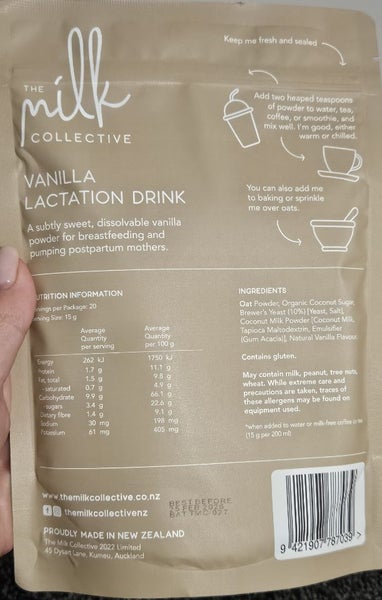 Keep me fresh and sealed
THE
milk
COLLECTIVE
Add two heaped teaspoons
of powder to water, tea,
coffee, or smoothie, and
mix well. I'm good, either
warm or chilled.
VANILLA
LACTATION DRINK
You can also add me
to baking or sprinkle
me over oats.
A subtly sweet, dissolvable vanilla
powder for breastfeeding and
pumping postpartum mothers.
NUTRITION INFORMATION
Servings per Package: 20
Serving Size: 15 g
Average Quantity per serving Average Quantity per 100 g
Energy 262 kJ 1750 kJ
Protein 1.7 g 11.1 g
Fat, total 1.5 g 9.8 g
- saturated 0.7 g 4.9 g
Carbohydrate 9.9 g 66.1 g
- sugars 3.4 g 22.6 g
Dietary fibre 1.4 g 9.1 g
Sodium 30 mg 198 mg
Potassium 61 mg 405 mg
INGREDIENTS
Oat Powder, Organic Coconut Sugar,
Brewer's Yeast (10%) [Yeast, Salt],
Coconut Milk Powder [Coconut Milk,
Tapioca Maltodextrin, Emulsifier
(Gum Acacia)], Natural Vanilla Flavour.
Contains gluten.
May contain milk, peanut, tree nuts,
wheat. While extreme care and
precautions are taken, traces of
these allergens may be found on
equipment used.
*when added to water or milk-free coffee or tea
(15 g per 200 ml)
www.themilkcollective.co.nz
themilkcollectivenz
BEST BEFORE
FEB 2026
PROUDLY MADE IN NEW ZEALAND
The Milk Collective 2022 Limited
45 Dysart Lane, Kumeu, Auckland
9 421907 787039 >